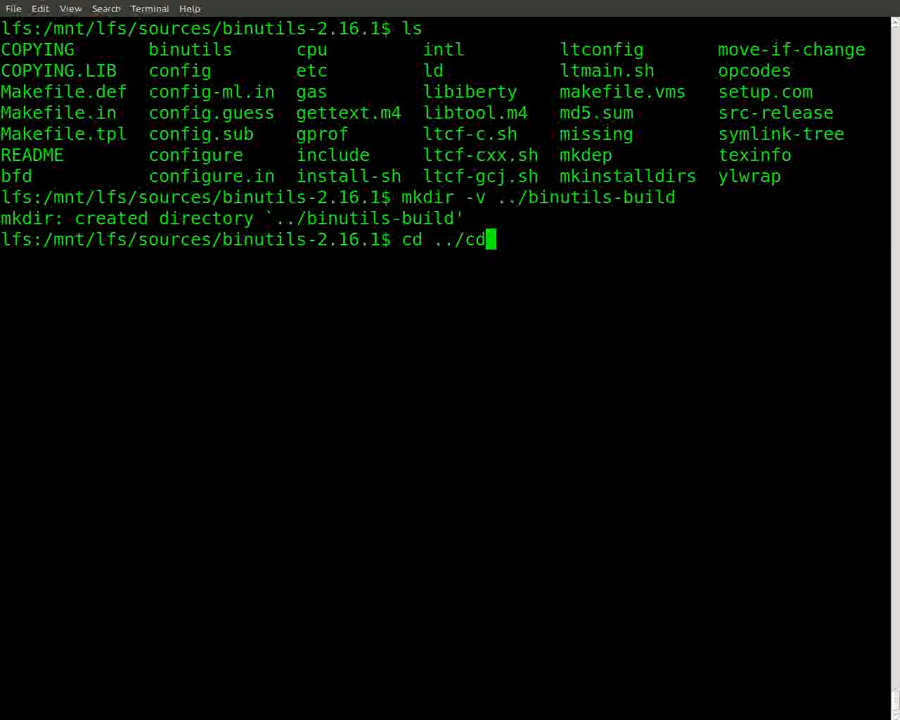 File Edit View Search Terminal Help
lfs:/mnt/lfs/sources/binutils-2.16.1$ ls
COPYING binutils cpu intl ltconfig move-if-change
COPYING.LIB config etc ld ltmain.sh opcodes
Makefile.def config-ml.in gas libiberty makefile.vms setup.com
Makefile.in config.guess gettext.m4 libtool.m4 md5.sum src-release
Makefile.tpl config.sub gprof ltcf-c.sh missing symlink-tree
README configure include ltcf-cxx.sh mkdep texinfo
bfd configure.in install-sh ltcf-gcj.sh mkinstalldirs ylwrap
lfs:/mnt/lfs/sources/binutils-2.16.1$ mkdir -v ../binutils-build
mkdir: created directory `../binutils-build'
lfs:/mnt/lfs/sources/binutils-2.16.1$ cd ../cd